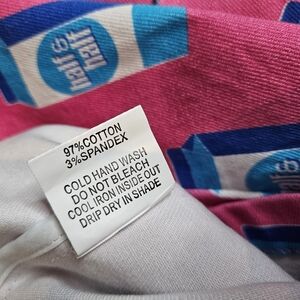 half &
half
97%COTTON
3%SPANDEX
COLD HAND WASH
DO NOT BLEACH
COOL IRON INSIDE OUT
DRIP DRY IN SHADE
half &
half